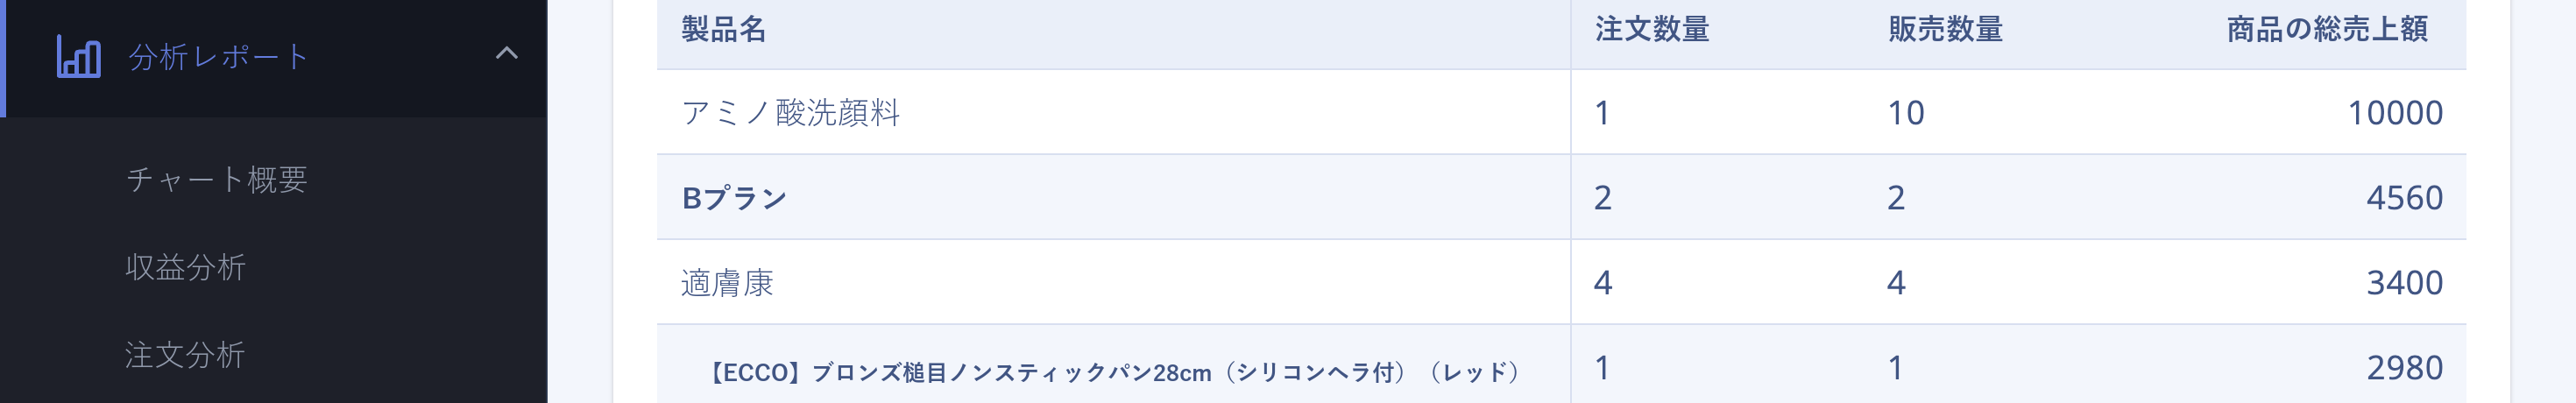 分析レポート
チャート概要
収益分析
注文分析
製品名 注文数量 販売数量 商品の総売上額
アミノ酸洗顔料 1 10 10000
Bプラン 2 2 4560
適膚康 4 4 3400
【ECCO】ブロンズ槌目ノンスティックパン28cm（シリコンヘラ付）（レッド） 1 1 2980